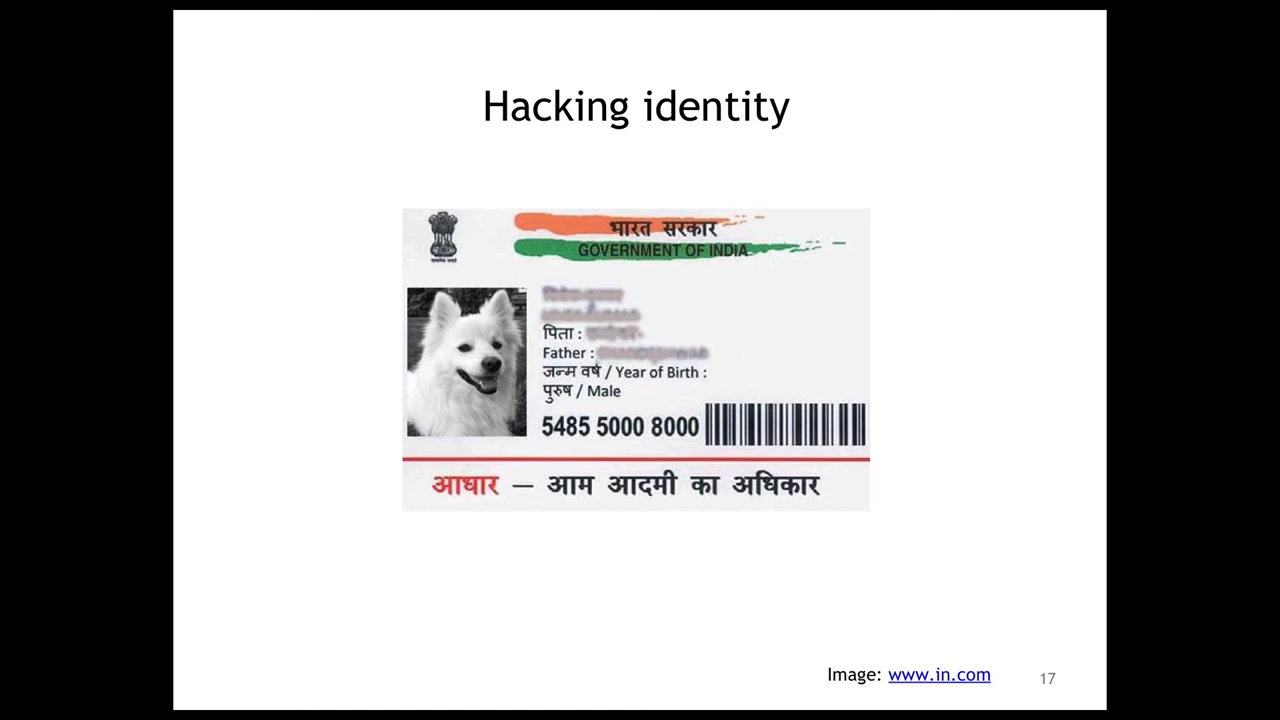 Hacking identity
भारत सरकार
GOVERNMENT OF INDIA
पिता :
Father :
जन्म वर्ष / Year of Birth :
पुरुष / Male
5485 5000 8000
आधार — आम आदमी का अधिकार
Image: www.in.com
17